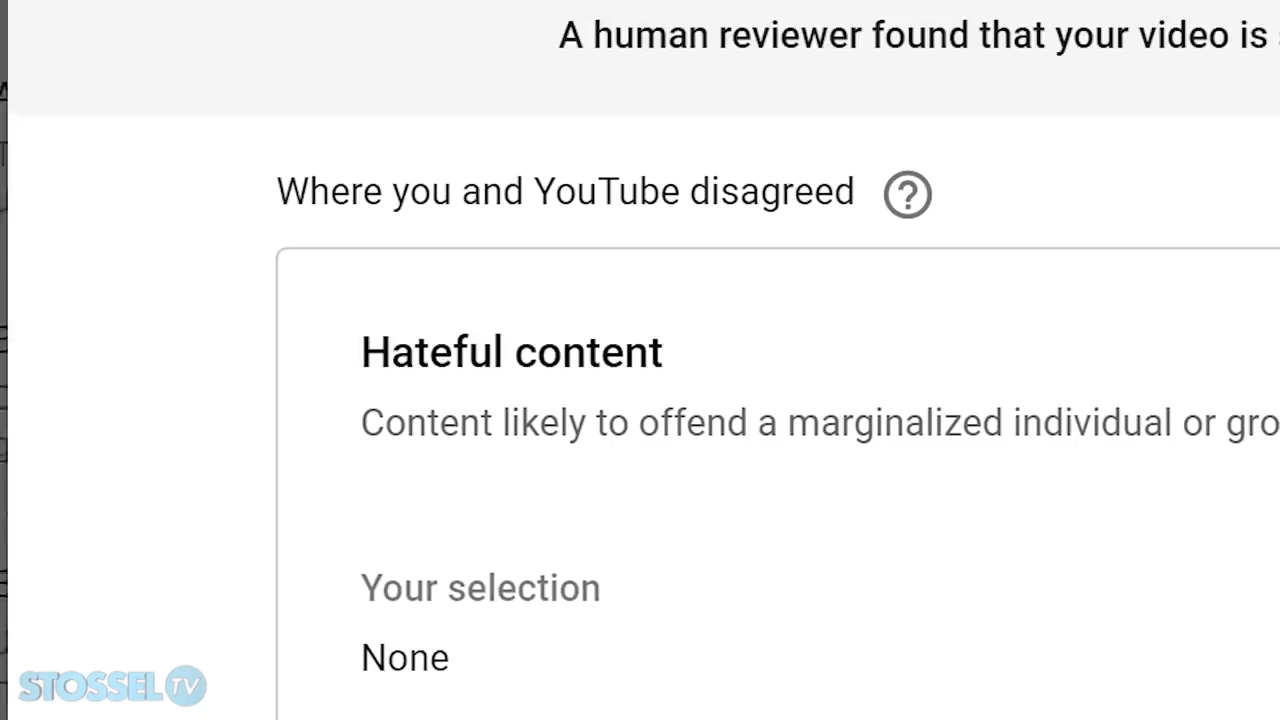 A human reviewer found that your video is
Where you and YouTube disagreed
Hateful content
Content likely to offend a marginalized individual or gro
Your selection
None
STOSSEL TV